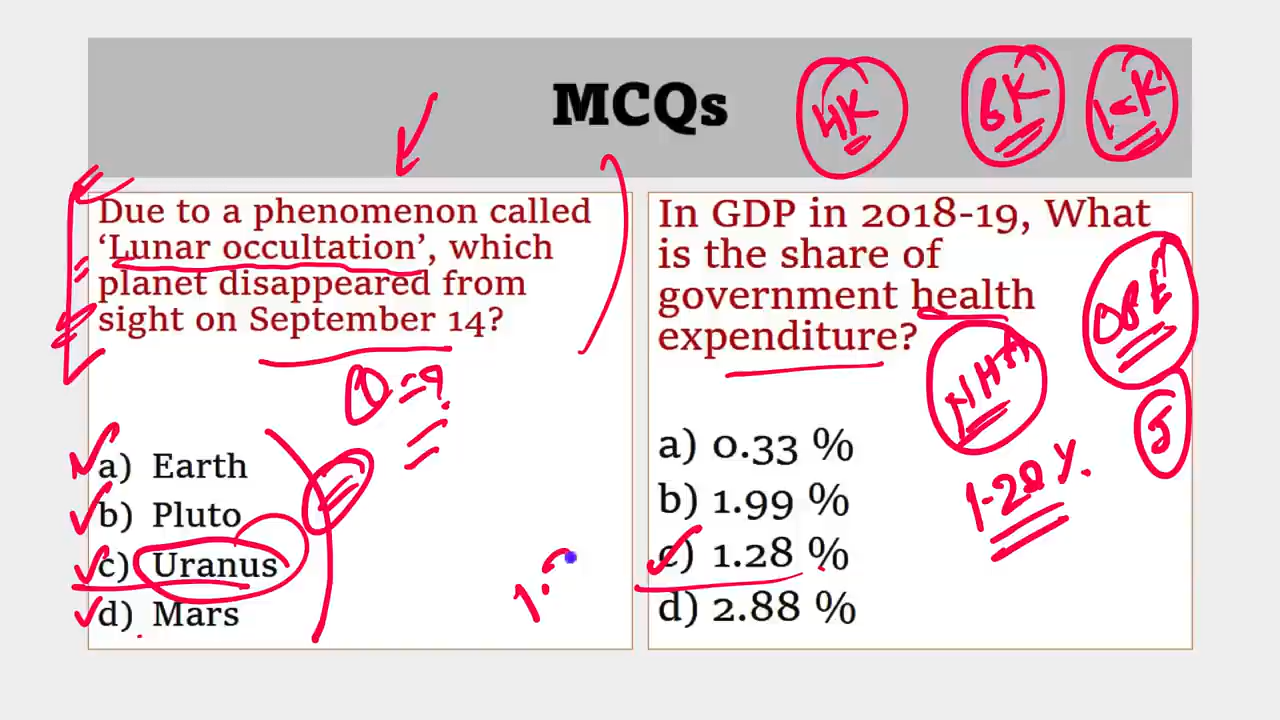 MCQs
4K
6K
1<K
Due to a phenomenon called
‘Lunar occultation’, which
planet disappeared from
sight on September 14?
a) Earth
b) Pluto
c) Uranus
d) Mars
In GDP in 2018-19, What
is the share of
government health
expenditure?
NHA
a) 0.33 %
b) 1.99 %
c) 1.28 %
d) 2.88 %
1.28 %